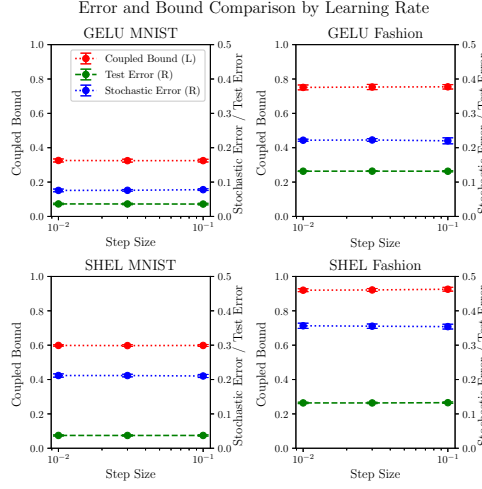 Error and Bound Comparison by Learning Rate
GELU MNIST
1.0
0.8
0.6
0.4
0.2
0.0
Coupled Bound
Coupled Bound (L)
Test Error (R)
Stochastic Error (R)
0.5
0.4
0.3
0.2
0.1
0.0
Stochastic Error / Test Error
10⁻² 10⁻¹
Step Size
GELU Fashion
1.0
0.8
0.6
0.4
0.2
0.0
Coupled Bound
0.5
0.4
0.3
0.2
0.1
0.0
Stochastic Error / Test Error
10⁻² 10⁻¹
Step Size
SHEL MNIST
1.0
0.8
0.6
0.4
0.2
0.0
Coupled Bound
0.5
0.4
0.3
0.2
0.1
0.0
Stochastic Error / Test Error
10⁻² 10⁻¹
Step Size
SHEL Fashion
1.0
0.8
0.6
0.4
0.2
0.0
Coupled Bound
0.5
0.4
0.3
0.2
0.1
0.0
Stochastic Error / Test Error
10⁻² 10⁻¹
Step Size